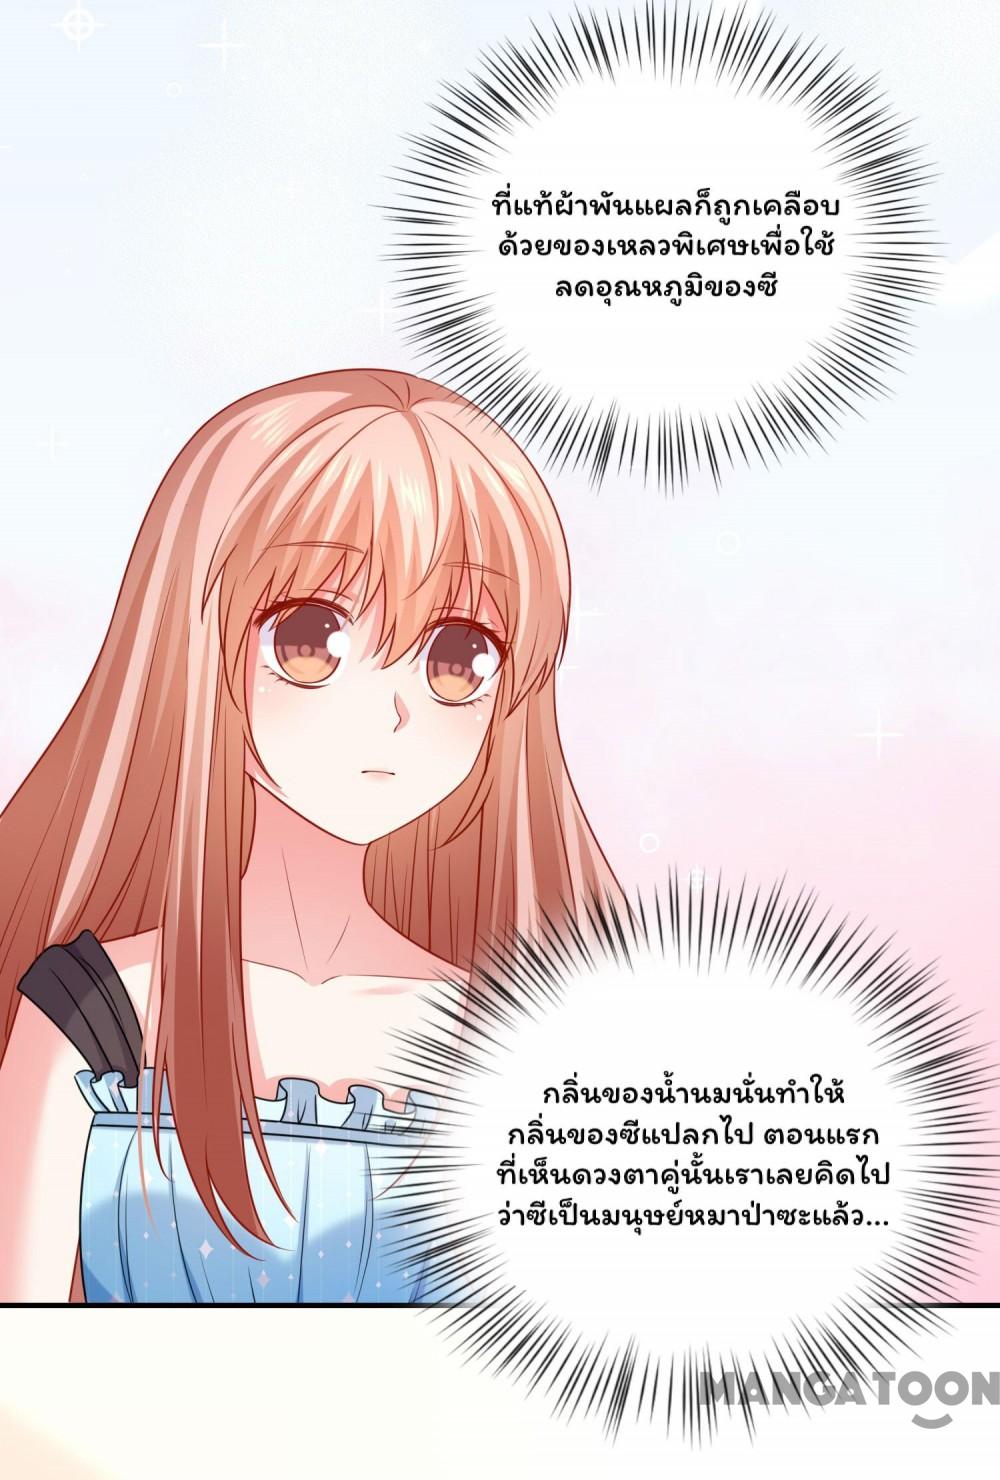 ที่แท้ผ้าพันแผลก็ถูกเคลือบ
ด้วยของเหลวพิเศษเพื่อใช้
ลดอุณหภูมิของซี
กลิ่นของน้ำนมนั่นทำให้
กลิ่นของซีแปลกไป ตอนแรก
ที่เห็นดวงตาคู่นั้นเราเลยคิดไป
ว่าซีเป็นมนุษย์หมาป่าซะแล้ว...
MANGATOON